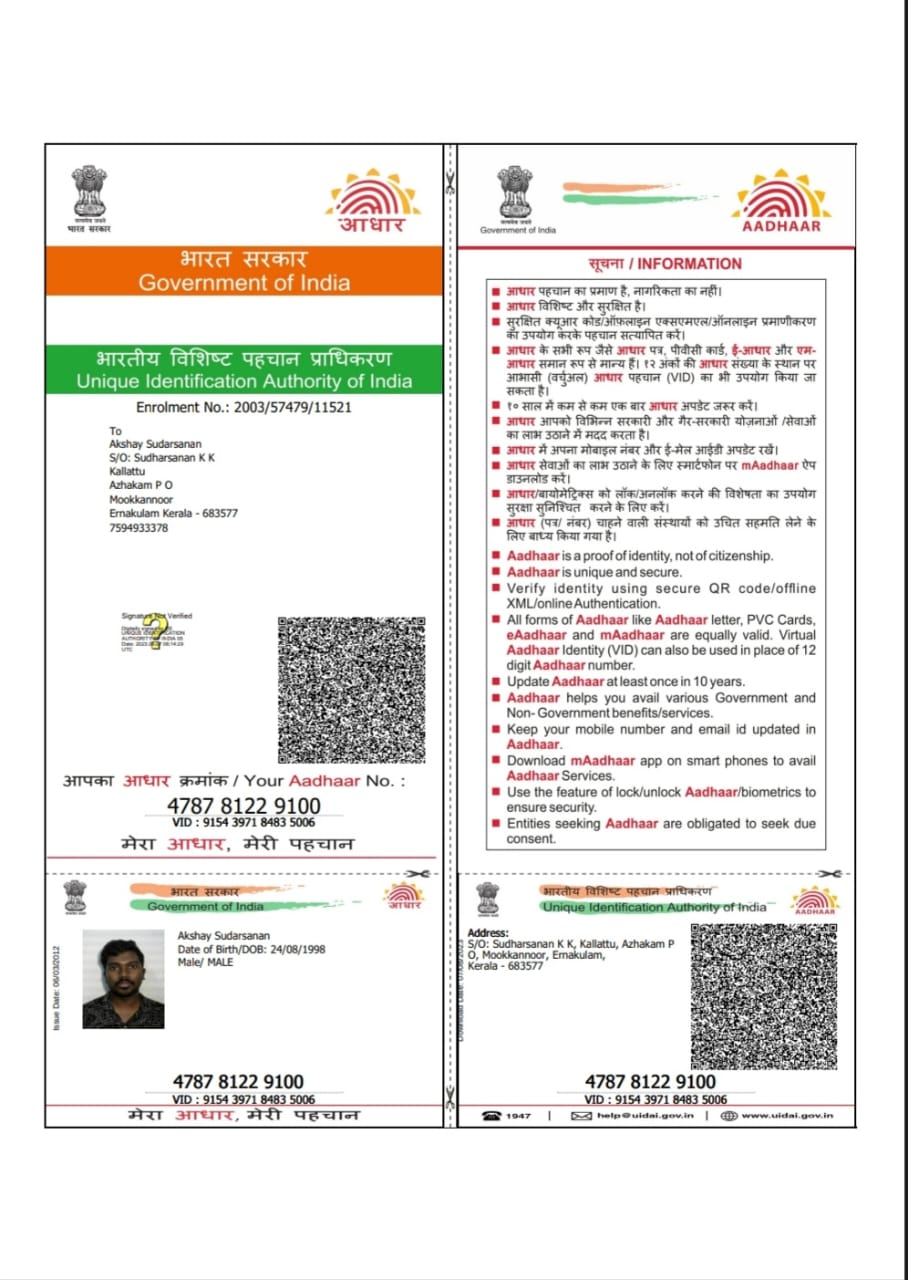 सत्यमेव जयते
भारत सरकार
आधार
भारत सरकार
Government of India
भारतीय विशिष्ट पहचान प्राधिकरण
Unique Identification Authority of India
Enrolment No.: 2003/57479/11521
To
Akshay Sudarsanan
S/O: Sudharsanan K K
Kallattu
Azhakam P O
Mookkannoor
Ernakulam Kerala - 683577
7594933378
Signature Not Verified
UTC
आपका आधार क्रमांक / Your Aadhaar No. :
4787 8122 9100
VID : 9154 3971 8483 5006
मेरा आधार, मेरी पहचान
Government of India
AADHAAR
सूचना / INFORMATION
आधार पहचान का प्रमाण है, नागरिकता का नहीं।
आधार विशिष्ट और सुरक्षित है।
सुरक्षित क्यूआर कोड/ऑफ़लाइन एक्सएमएल/ऑनलाइन प्रमाणीकरण
का उपयोग करके पहचान सत्यापित करें।
आधार के सभी रूप जैसे आधार पत्र, पीवीसी कार्ड, ई-आधार और एम-
आधार समान रूप से मान्य हैं। १२ अंकों की आधार संख्या के स्थान पर
आभासी (वर्चुअल) आधार पहचान (VID) का भी उपयोग किया जा
सकता है।
१० साल में कम से कम एक बार आधार अपडेट जरूर करें।
आधार आपको विभिन्न सरकारी और गैर-सरकारी योजनाओं /सेवाओं
का लाभ उठाने में मदद करता है।
आधार में अपना मोबाइल नंबर और ई-मेल आईडी अपडेट रखें।
आधार सेवाओं का लाभ उठाने के लिए स्मार्टफोन पर mAadhaar ऐप
डाउनलोड करें।
आधार/बायोमेट्रिक्स को लॉक/अनलॉक करने की विशेषता का उपयोग
सुरक्षा सुनिश्चित करने के लिए करें।
आधार (पत्र/ नंबर) चाहने वाली संस्थायों को उचित सहमति लेने के
लिए बाध्य किया गया है।
Aadhaar is a proof of identity, not of citizenship.
Aadhaar is unique and secure.
Verify identity using secure QR code/offline
XML/online Authentication.
All forms of Aadhaar like Aadhaar letter, PVC Cards,
eAadhaar and mAadhaar are equally valid. Virtual
Aadhaar Identity (VID) can also be used in place of 12
digit Aadhaar number.
Update Aadhaar at least once in 10 years.
Aadhaar helps you avail various Government and
Non- Government benefits/services.
Keep your mobile number and email id updated in
Aadhaar.
Download mAadhaar app on smart phones to avail
Aadhaar Services.
Use the feature of lock/unlock Aadhaar/biometrics to
ensure security.
Entities seeking Aadhaar are obligated to seek due
consent.
भारत सरकार
Government of India
आधार
Issue Date: 06/03/2012
Akshay Sudarsanan
Date of Birth/DOB: 24/08/1998
Male/ MALE
4787 8122 9100
VID : 9154 3971 8483 5006
मेरा आधार, मेरी पहचान
भारतीय विशिष्ट पहचान प्राधिकरण
Unique Identification Authority of India
AADHAAR
Address:
S/O: Sudharsanan K K, Kallattu, Azhakam P
O, Mookkannoor, Ernakulam,
Kerala - 683577
4787 8122 9100
VID : 9154 3971 8483 5006
1947 | help@uidai.gov.in | www.uidai.gov.in